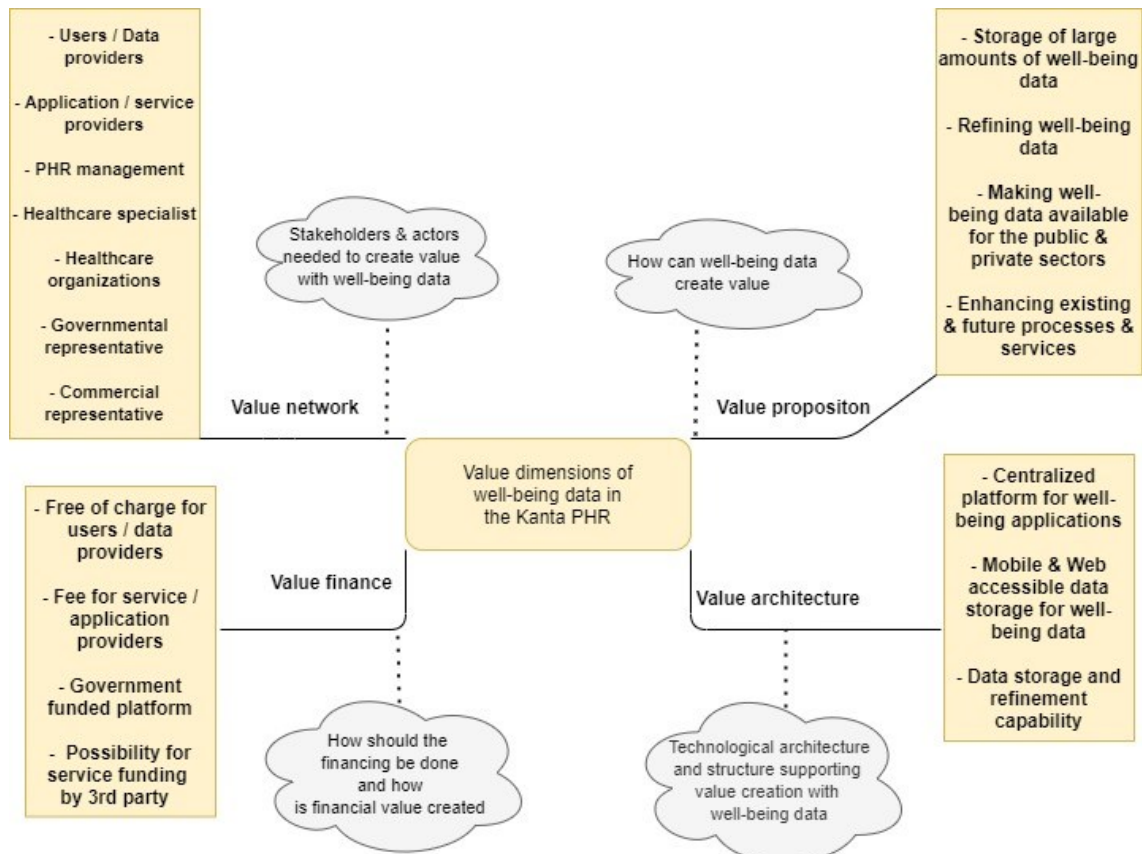 - Users / Data
providers
- Application / service
providers
- PHR management
- Healthcare specialist
- Healthcare
organizations
- Governmental
representative
- Commercial
representative
Stakeholders & actors
needed to create value
with well-being data
Value network
How can well-being data
create value
Value propositon
- Storage of large
amounts of well-being
data
- Refining well-being
data
- Making well-
being data available
for the public &
private sectors
- Enhancing existing
& future processes &
services
Value dimensions of
well-being data in
the Kanta PHR
- Free of charge for
users / data
providers
- Fee for service /
application
providers
- Government
funded platform
- Possibility for
service funding
by 3rd party
Value finance
How should the
financing be done
and how
is financial value created
Value architecture
Technological architecture
and structure supporting
value creation with
well-being data
- Centralized
platform for well-
being applications
- Mobile & Web
accessible data
storage for well-
being data
- Data storage and
refinement
capability